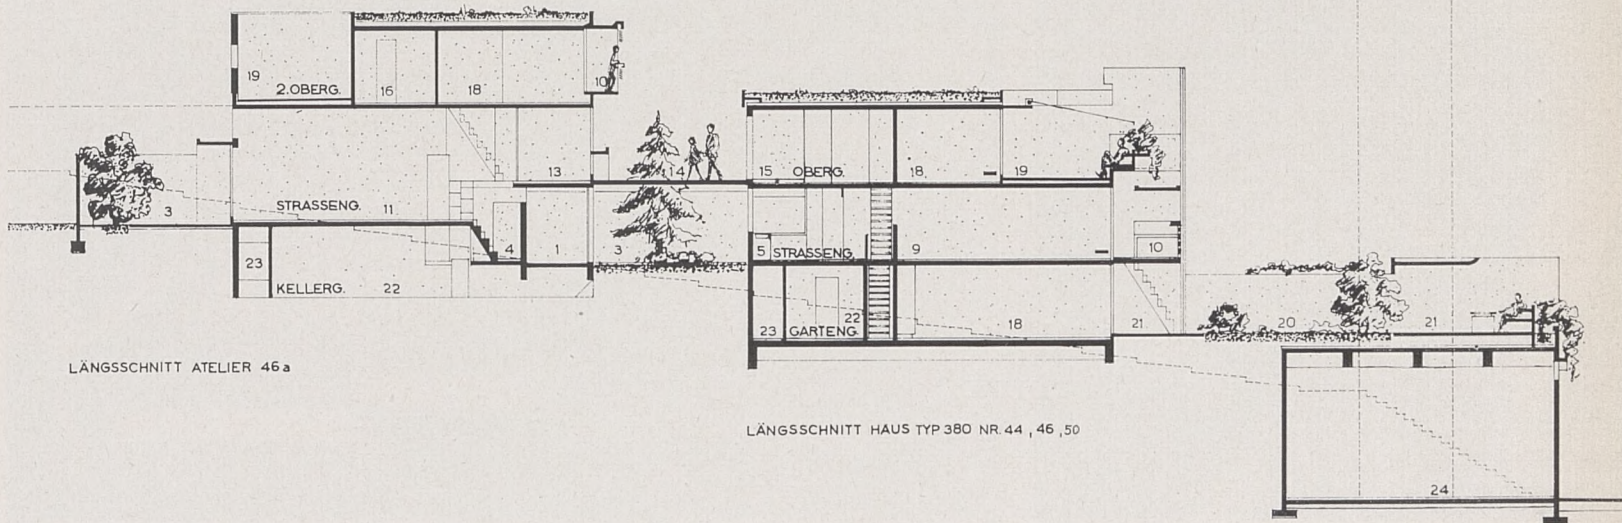 19 2.OBERG. 16 18 10
3 STRASSENG. 11 13 14
4 1 3
23 KELLERG. 22
15 OBERG. 18 19
5 STRASSENG. 9 10
23 GARTENG. 22 18 21 20 21
24
LÄNGSSCHNITT ATELIER 46a
LÄNGSSCHNITT HAUS TYP 380 NR. 44, 46, 50